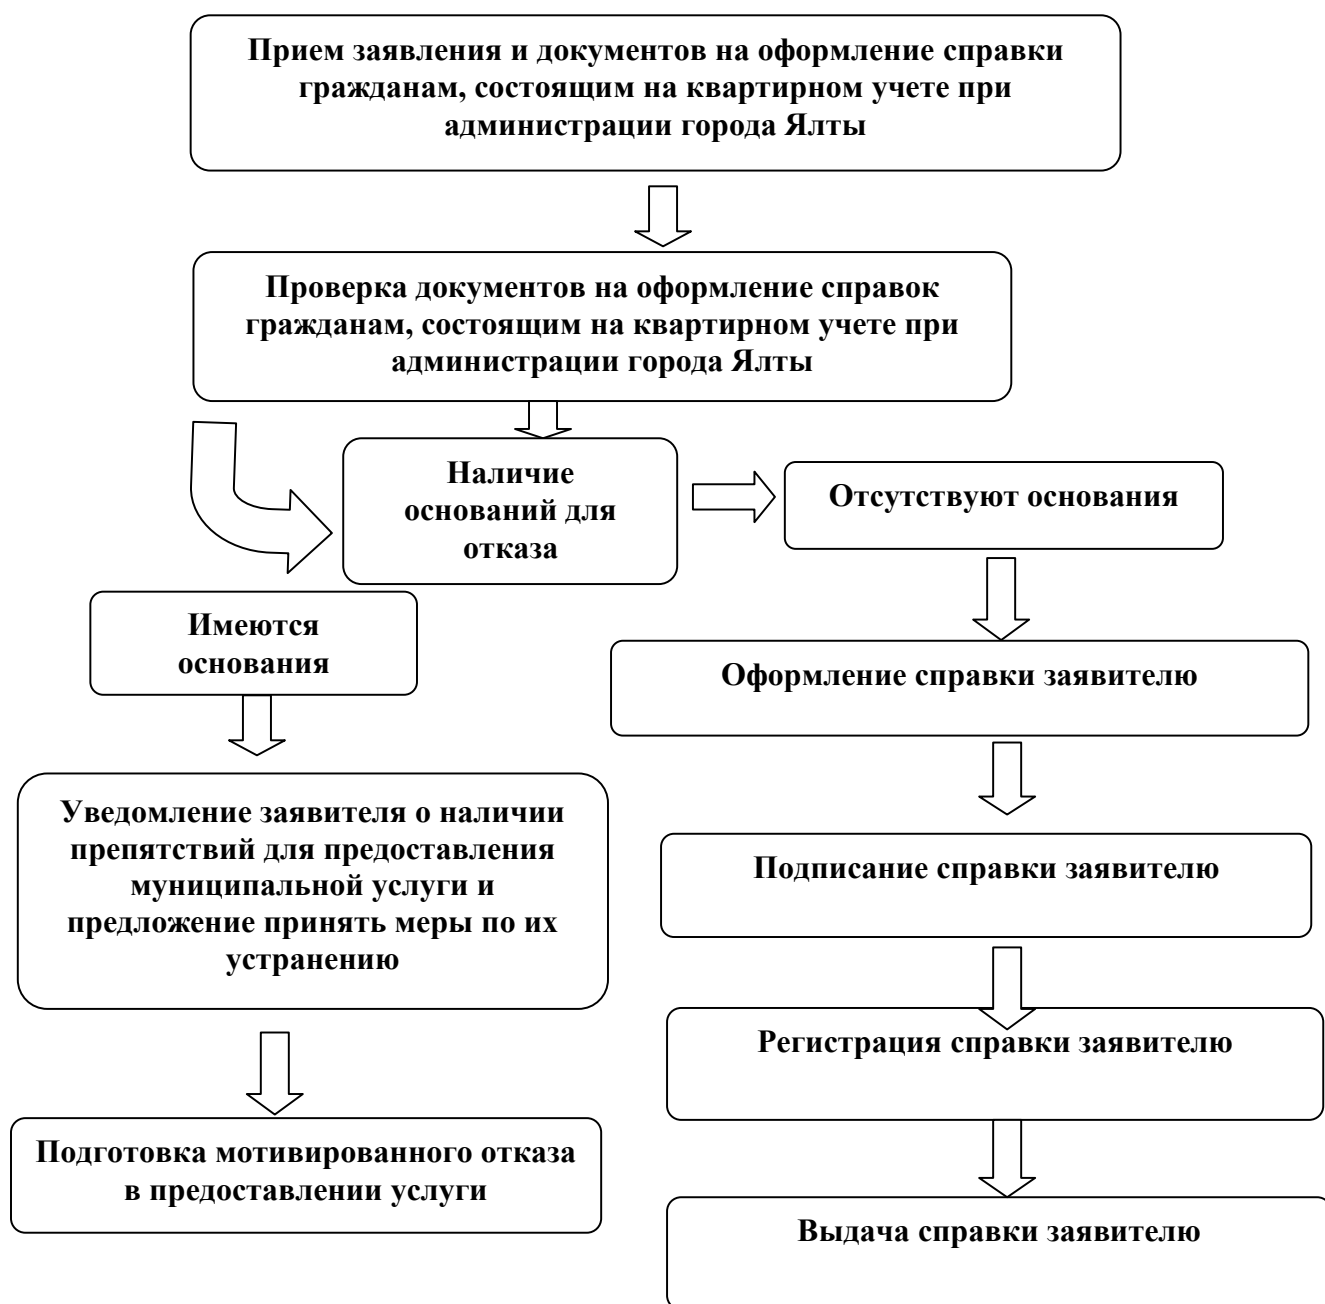 Прием заявления и документов на оформление справки
гражданам, состоящим на квартирном учете при
администрации города Ялты
Проверка документов на оформление справок
гражданам, состоящим на квартирном учете при
администрации города Ялты
Наличие
оснований для
отказа
Отсутствуют основания
Имеются
основания
Оформление справки заявителю
Уведомление заявителя о наличии
препятствий для предоставления
муниципальной услуги и
предложение принять меры по их
устранению
Подписание справки заявителю
Регистрация справки заявителю
Подготовка мотивированного отказа
в предоставлении услуги
Выдача справки заявителю